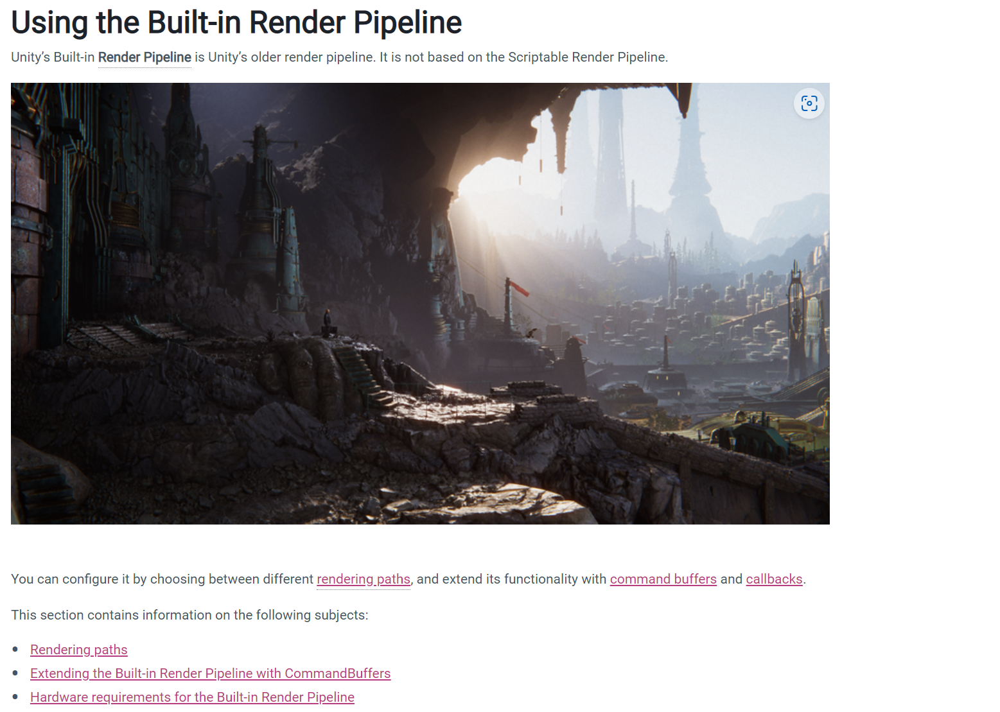 Using the Built-in Render Pipeline
Unity’s Built-in Render Pipeline is Unity’s older render pipeline. It is not based on the Scriptable Render Pipeline.
You can configure it by choosing between different rendering paths, and extend its functionality with command buffers and callbacks.
This section contains information on the following subjects:
• Rendering paths
• Extending the Built-in Render Pipeline with CommandBuffers
• Hardware requirements for the Built-in Render Pipeline